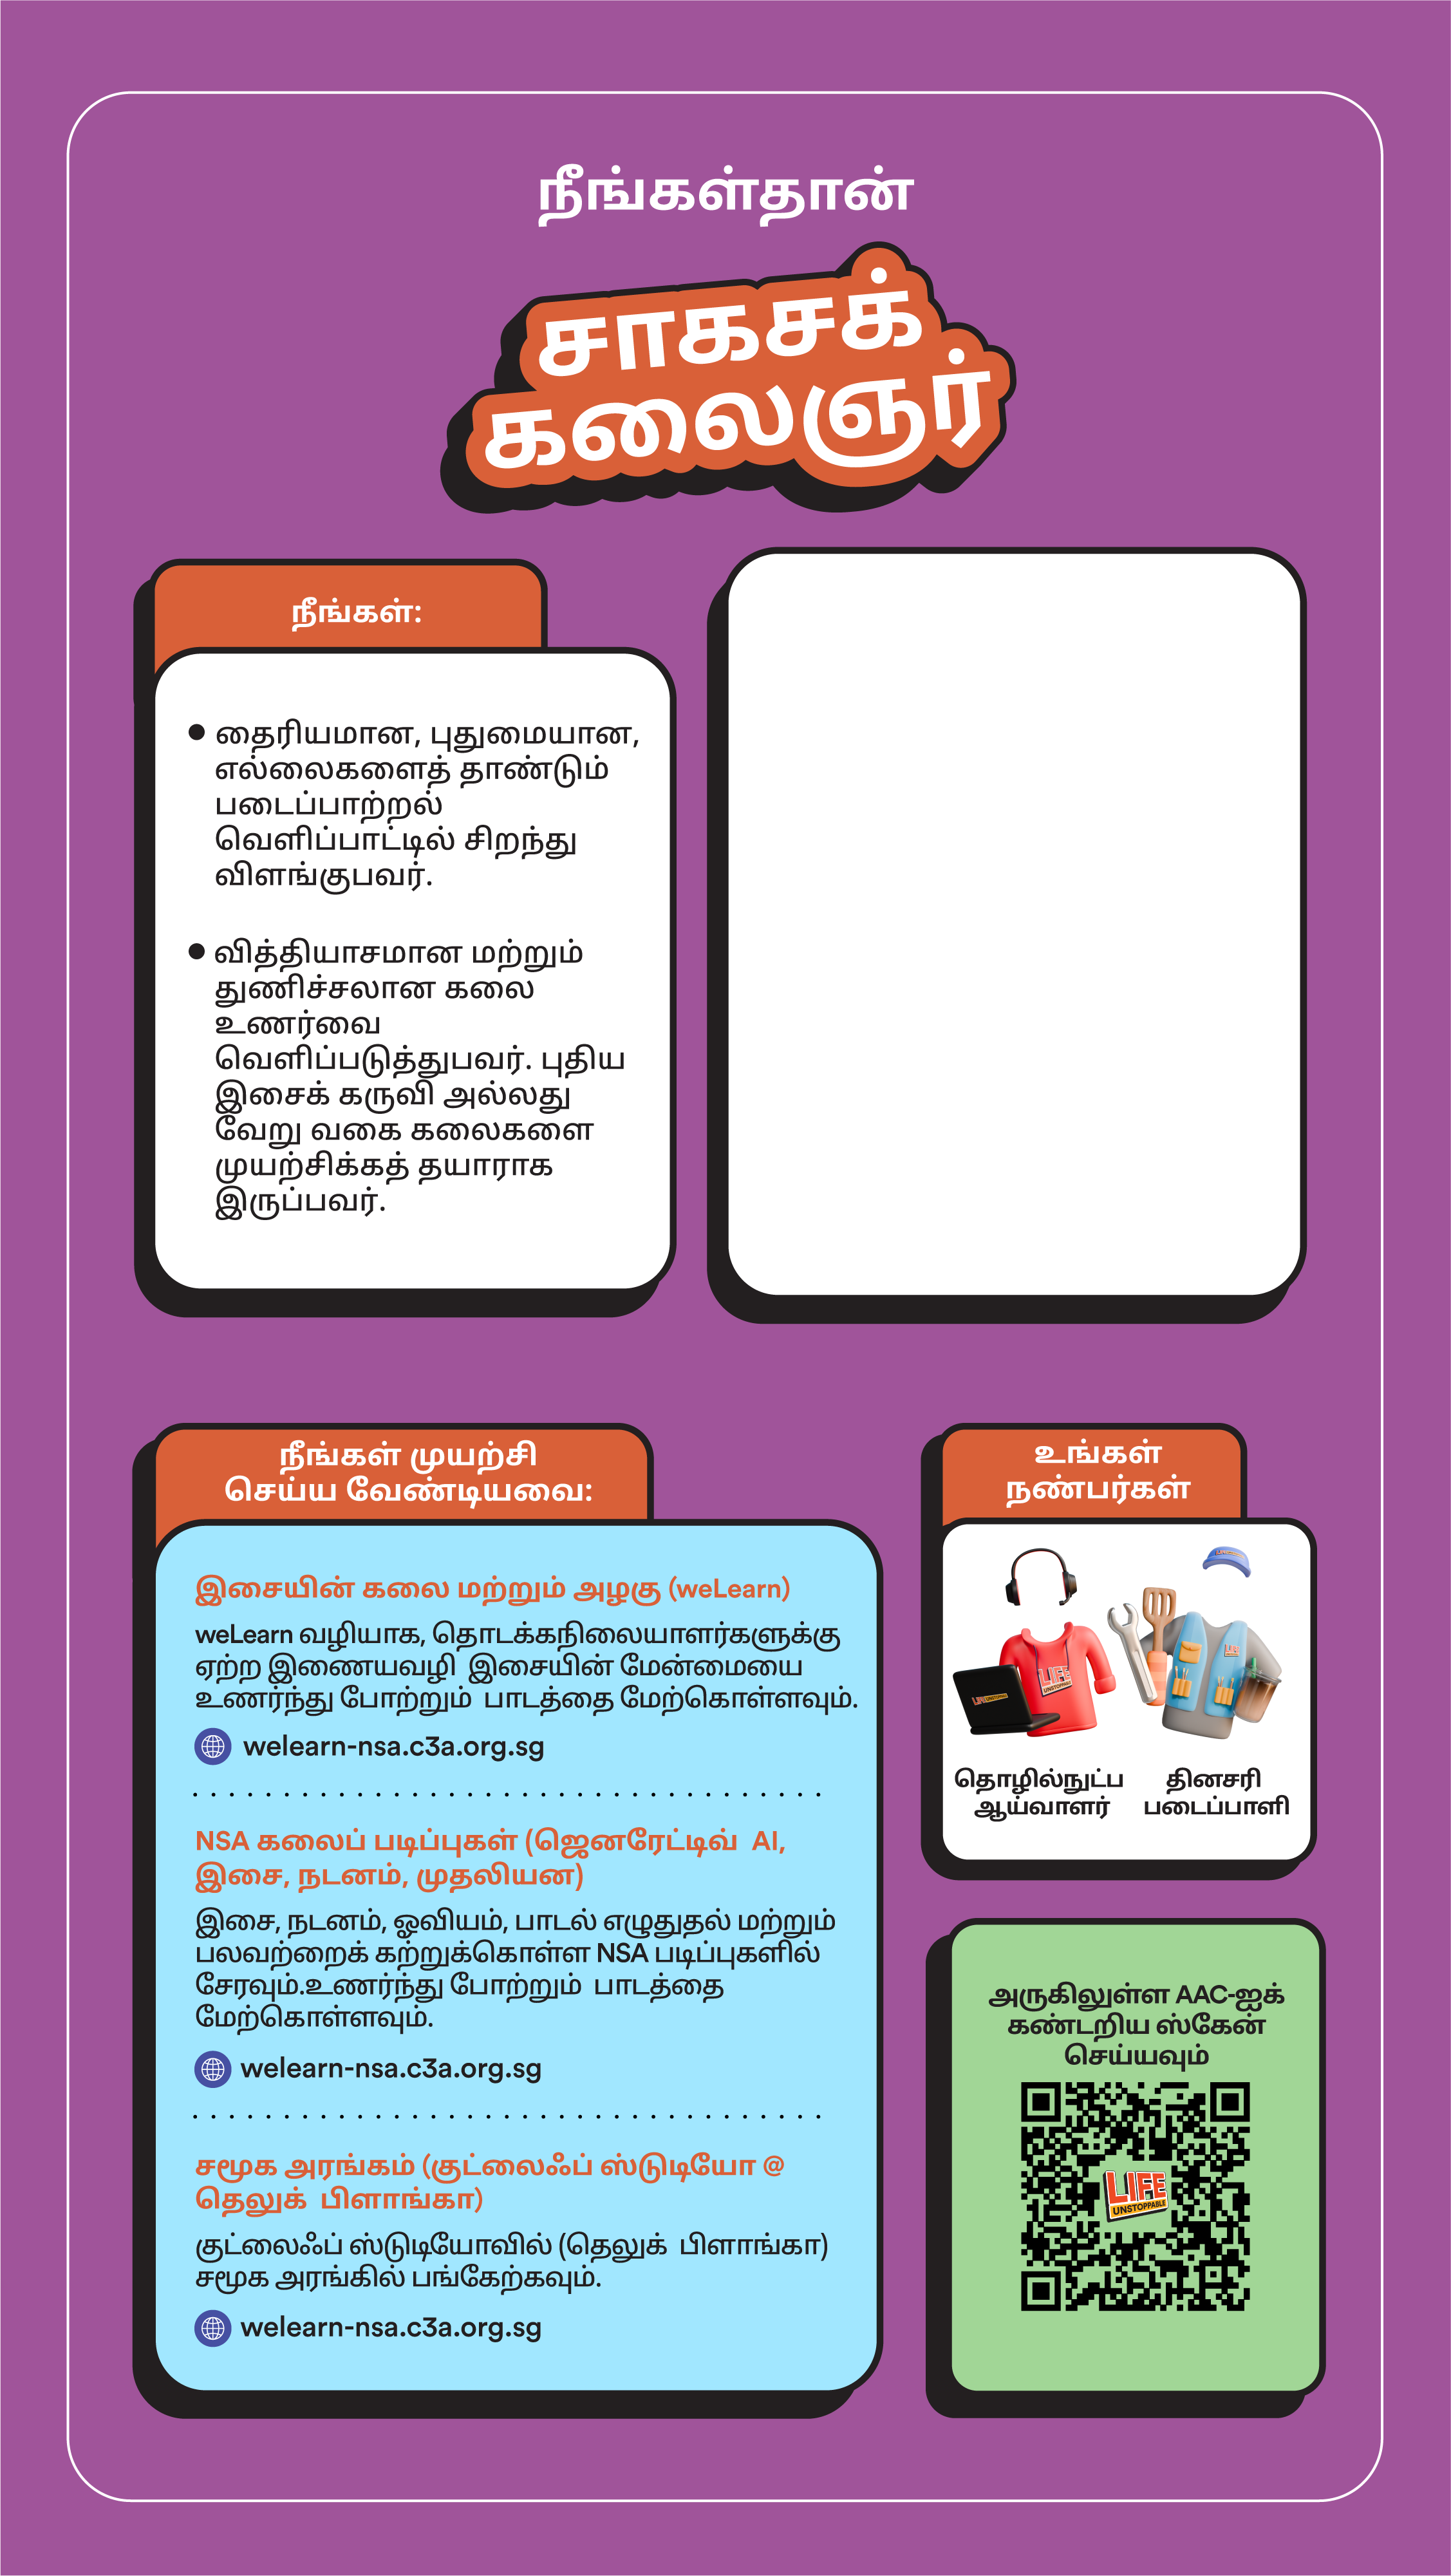 நீங்கள்தான்
சாகசக்
கலைஞர்
நீங்கள்:
● தைரியமான, புதுமையான,
எல்லைகளைத் தாண்டும்
படைப்பாற்றல்
வெளிப்பாட்டில் சிறந்து
விளங்குபவர்.
● வித்தியாசமான மற்றும்
துணிச்சலான கலை
உணர்வை
வெளிப்படுத்துபவர். புதிய
இசைக் கருவி அல்லது
வேறு வகை கலைகளை
முயற்சிக்கத் தயாராக
இருப்பவர்.
நீங்கள் முயற்சி
செய்ய வேண்டியவை:
இசையின் கலை மற்றும் அழகு (weLearn)
weLearn வழியாக, தொடக்கநிலையாளர்களுக்கு
ஏற்ற இணையவழி இசையின் மேன்மையை
உணர்ந்து போற்றும் பாடத்தை மேற்கொள்ளவும்.
welearn-nsa.c3a.org.sg
NSA கலைப் படிப்புகள் (ஜெனரேட்டிவ் AI,
இசை, நடனம், முதலியன)
இசை, நடனம், ஓவியம், பாடல் எழுதுதல் மற்றும்
பலவற்றைக் கற்றுக்கொள்ள NSA படிப்புகளில்
சேரவும்.உணர்ந்து போற்றும் பாடத்தை
மேற்கொள்ளவும்.
welearn-nsa.c3a.org.sg
சமூக அரங்கம் (குட்லைஃப் ஸ்டுடியோ @
தெலுக் பிளாங்கா)
குட்லைஃப் ஸ்டுடியோவில் (தெலுக் பிளாங்கா)
சமூக அரங்கில் பங்கேற்கவும்.
welearn-nsa.c3a.org.sg
உங்கள்
நண்பர்கள்
LIFE
UNSTOPPABLE
LIFE UNSTOPPABLE
தொழில்நுட்ப
ஆய்வாளர்
தினசரி
படைப்பாளி
அருகிலுள்ள AAC-ஐக்
கண்டறிய ஸ்கேன்
செய்யவும்
LIFE
UNSTOPPABLE